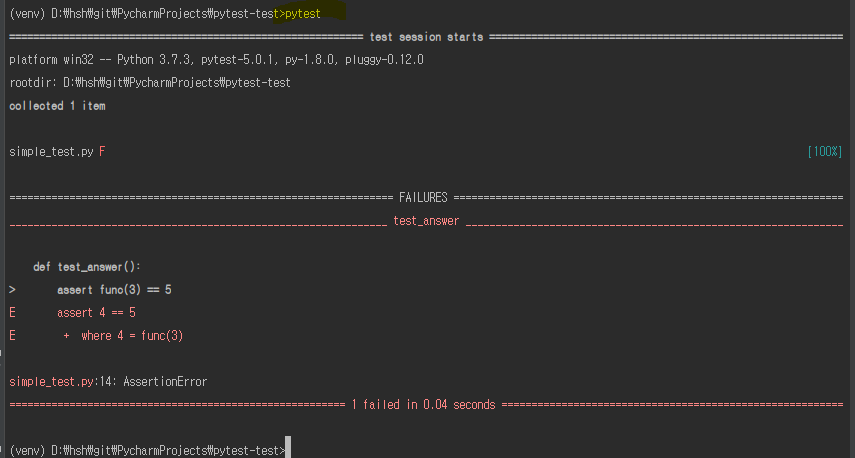 (venv) D:₩hsh₩git₩PycharmProjects₩pytest-test>pytest
=========================================================== test session starts ===========================================================
platform win32 -- Python 3.7.3, pytest-5.0.1, py-1.8.0, pluggy-0.12.0
rootdir: D:₩hsh₩git₩PycharmProjects₩pytest-test
collected 1 item
simple_test.py F [100%]
================================================================ FAILURES =================================================================
_______________________________________________________________ test_answer _______________________________________________________________
def test_answer():
> assert func(3) == 5
E assert 4 == 5
E + where 4 = func(3)
simple_test.py:14: AssertionError
======================================================== 1 failed in 0.04 seconds =========================================================
(venv) D:₩hsh₩git₩PycharmProjects₩pytest-test>